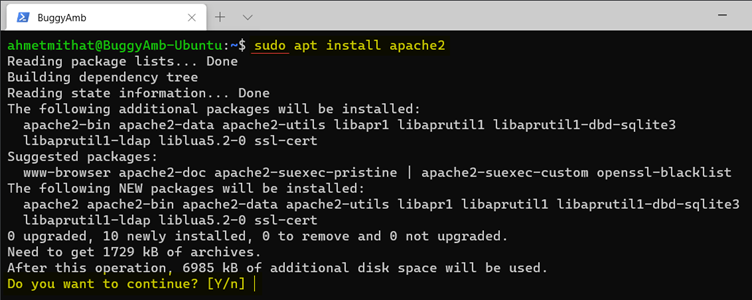 BuggyAmb
ahmetmithat@BuggyAmb-Ubuntu:~$ sudo apt install apache2
Reading package lists... Done
Building dependency tree
Reading state information... Done
The following additional packages will be installed:
  apache2-bin apache2-data apache2-utils libapr1 libaprutil1 libaprutil1-dbd-sqlite3
  libaprutil1-ldap liblua5.2-0 ssl-cert
Suggested packages:
  www-browser apache2-doc apache2-suexec-pristine | apache2-suexec-custom openssl-blacklist
The following NEW packages will be installed:
  apache2 apache2-bin apache2-data apache2-utils libapr1 libaprutil1 libaprutil1-dbd-sqlite3
  libaprutil1-ldap liblua5.2-0 ssl-cert
0 upgraded, 10 newly installed, 0 to remove and 0 not upgraded.
Need to get 1729 kB of archives.
After this operation, 6985 kB of additional disk space will be used.
Do you want to continue? [Y/n]